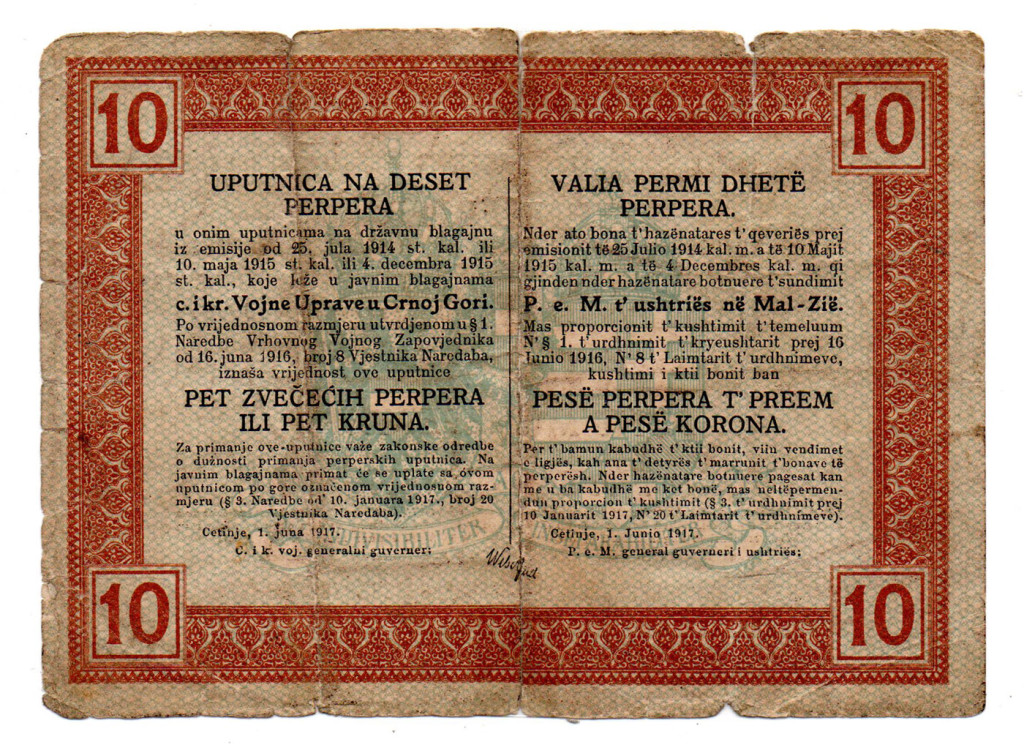 10
10
UPUTNICA NA DESET
PERPERA
u onim uputnicama na državnu blagajnu
iz emisije od 25. jula 1914 st. kal. ili
10. maja 1915 st. kal. ili 4. decembra 1915
st. kal., koje leže u javnim blagajnama
c. i kr. Vojne Uprave u Crnoj Gori.
Po vrijednosnom razmjeru utvrdjenom u § 1.
Naredbe Vrhovnog Vojnog Zapovjednika
od 16. juna 1916, broj 8 Vjestnika Naredaba,
iznaša vrijednost ove uputnice
PET ZVEČEĆIH PERPERA
ILI PET KRUNA.
Za primanje ove uputnice važe zakonske odredbe
o dužnosti primanja perperskih uputnica. Na
javnim blagajnama primat će se uplate sa ovom
uputnicom po gore označenom vrijednosnom raz-
mjeru (§ 3. Naredbe od 10. januara 1917., broj 20
Vjestnika Naredaba).
Cetinje, 1. juna 1917.
C. i k. voj. generalni guverner:
VALIA PERMI DHETË
PERPERA.
Nder ato bona t' hazënatares t' qeveriës prej
emisionit të 25 Julio 1914 kal. m. a të 10 Majit
1915 kal. m. a të 4 Decembres kal. m. qi
gjinden nder hazënatare botnuere t' sundimit
P. e. M. t' ushtriës në Mal-Zië.
Mas proporcionit t' kushtimit t' temeluum
N' § 1. t' urdhnimit t' kryeushtarit prej 16
Junio 1916, N' 8 t' Laimtarit t' urdhnimeve,
kushtimi i ktii bonit ban
PESË PERPERA T' PREEM
A PESË KORONA.
Për t' bamun kabudhë t' ktii bonit, vlin vendimet
e ligjës, kah ana t' detyrës t' marrunit t' bonave të
perperësh. Nder hazënatare botnuere pagesat kan
me u ba kabudhë me ket bonë, mas neltëpermen-
dun proporcion t' kushtimit (§ 3. t' urdhnimit prej
10 Januarit 1917, N' 20 t' Laimtarit t' urdhnimeve).
Cetinje, 1. Junio 1917.
P. e M. general guverneri i ushtriës:
10
10